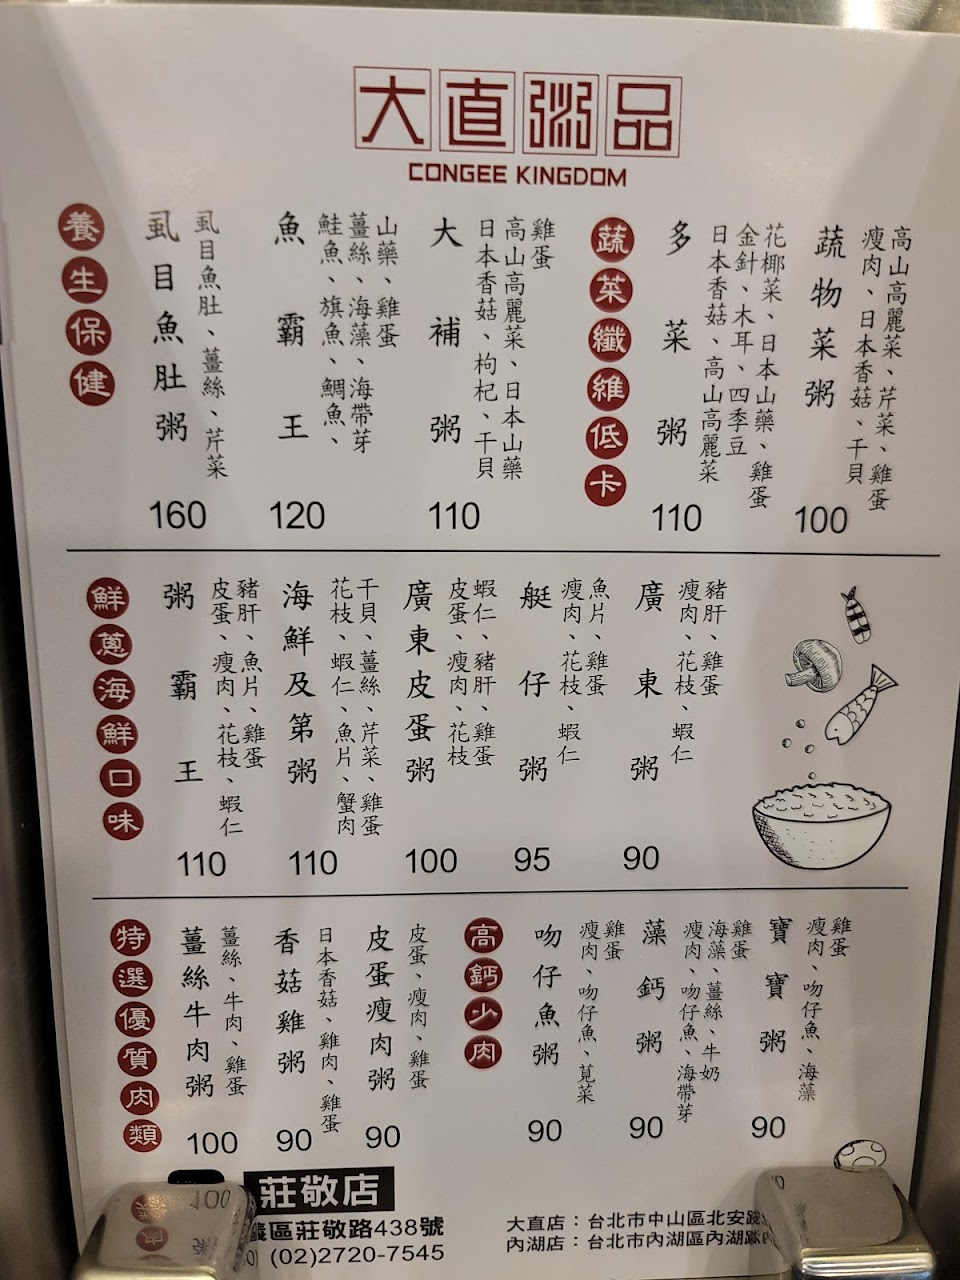 大直粥品
CONGEE KINGDOM
養生保健
虱目魚肚粥
虱目魚肚、薑絲、芹菜
160
魚霸王
鮭魚、旗魚、鯛魚、
薑絲、海藻、海帶芽
山藥、雞蛋
120
大補粥
日本香菇、枸杞、干貝
高山高麗菜、日本山藥
雞蛋
110
蔬菜纖維低卡
多菜粥
日本香菇、高山高麗菜
金針、木耳、四季豆
花椰菜、日本山藥、雞蛋
110
蔬物菜粥
瘦肉、日本香菇、干貝
高山高麗菜、芹菜、雞蛋
100
鮮蔥海鮮口味
粥霸王
皮蛋、瘦肉、花枝、蝦仁
豬肝、魚片、雞蛋
110
海鮮及第粥
花枝、蝦仁、魚片、蟹肉
干貝、薑絲、芹菜、雞蛋
110
廣東皮蛋粥
皮蛋、瘦肉、花枝
蝦仁、豬肝、雞蛋
100
艇仔粥
瘦肉、花枝、蝦仁
魚片、雞蛋
95
廣東粥
瘦肉、花枝、蝦仁
豬肝、雞蛋
90
特選優質肉類
薑絲牛肉粥
薑絲、牛肉、雞蛋
100
香菇雞粥
日本香菇、雞肉、雞蛋
90
皮蛋瘦肉粥
皮蛋、瘦肉、雞蛋
90
高鈣少肉
吻仔魚粥
瘦肉、吻仔魚、莧菜
雞蛋
90
藻鈣粥
瘦肉、吻仔魚、海帶芽
海藻、薑絲、牛奶
雞蛋
90
寶寶粥
瘦肉、吻仔魚、海藻
雞蛋
90
莊敬店
區莊敬路438號
(02)2720-7545
大直店：台北市中山區北安路
內湖店：台北市內湖區內湖路